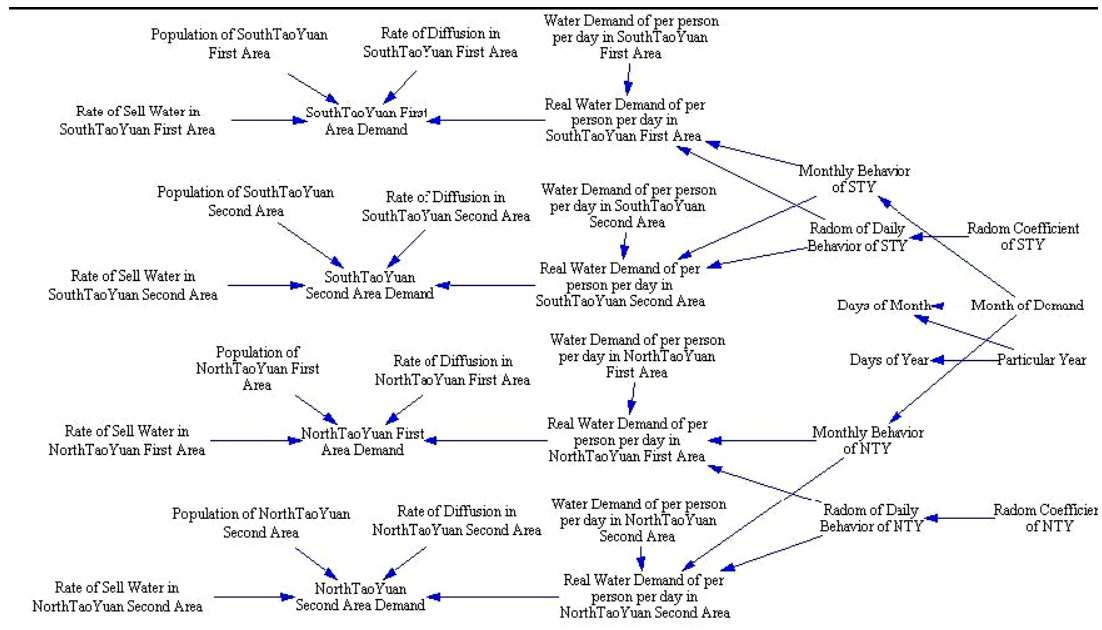 Population of SouthTaoYuan
First Area
Rate of Diffusion in
SouthTaoYuan First Area
Water Demand of per person
per day in SouthTaoYuan
First Area
Rate of Sell Water in
SouthTaoYuan First Area
SouthTaoYuan First
Area Demand
Real Water Demand of per
person per day in
SouthTaoYuan First Area
Monthly Behavior
of STY
Population of SouthTaoYuan
Second Area
Rate of Diffusion in
SouthTaoYuan Second Area
Water Demand of per person
per day in SouthTaoYuan
Second Area
Radom of Daily
Behavior of STY
Radom Coefficient
of STY
Rate of Sell Water in
SouthTaoYuan Second Area
SouthTaoYuan
Second Area Demand
Real Water Demand of per
person per day in
SouthTaoYuan Second Area
Days of Month
Month of Demand
Population of
NorthTaoYuan First
Area
Rate of Diffusion in
NorthTaoYuan First Area
Water Demand of per person
per day in NorthTaoYuan
First Area
Days of Year
Particular Year
Rate of Sell Water in
NorthTaoYuan First Area
NorthTaoYuan First
Area Demand
Real Water Demand of per
person per day in
NorthTaoYuan First Area
Monthly Behavior
of NTY
Population of NorthTaoYuan
Second Area
Rate of Diffusion in
NorthTaoYuan Second Area
Water Demand of per person
per day in NorthTaoYuan
Second Area
Radom of Daily
Behavior of NTY
Radom Coefficient
of NTY
Rate of Sell Water in
NorthTaoYuan Second Area
NorthTaoYuan
Second Area Demand
Real Water Demand of per
person per day in
NorthTaoYuan Second Area